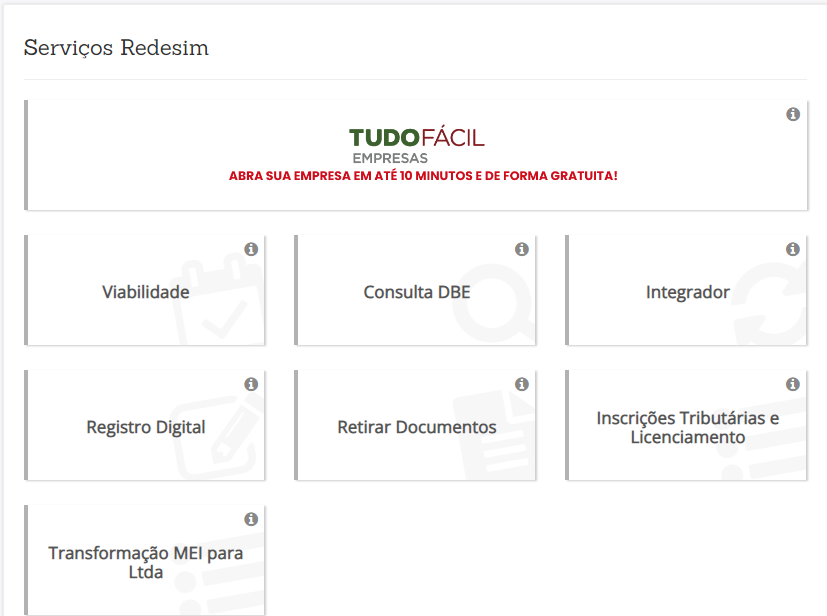 Serviços Redesim
TUDOFÁCIL
EMPRESAS
ABRA SUA EMPRESA EM ATÉ 10 MINUTOS E DE FORMA GRATUITA!
Viabilidade
Consulta DBE
Integrador
Registro Digital
Retirar Documentos
Inscrições Tributárias e
Licenciamento
Transformação MEI para
Ltda